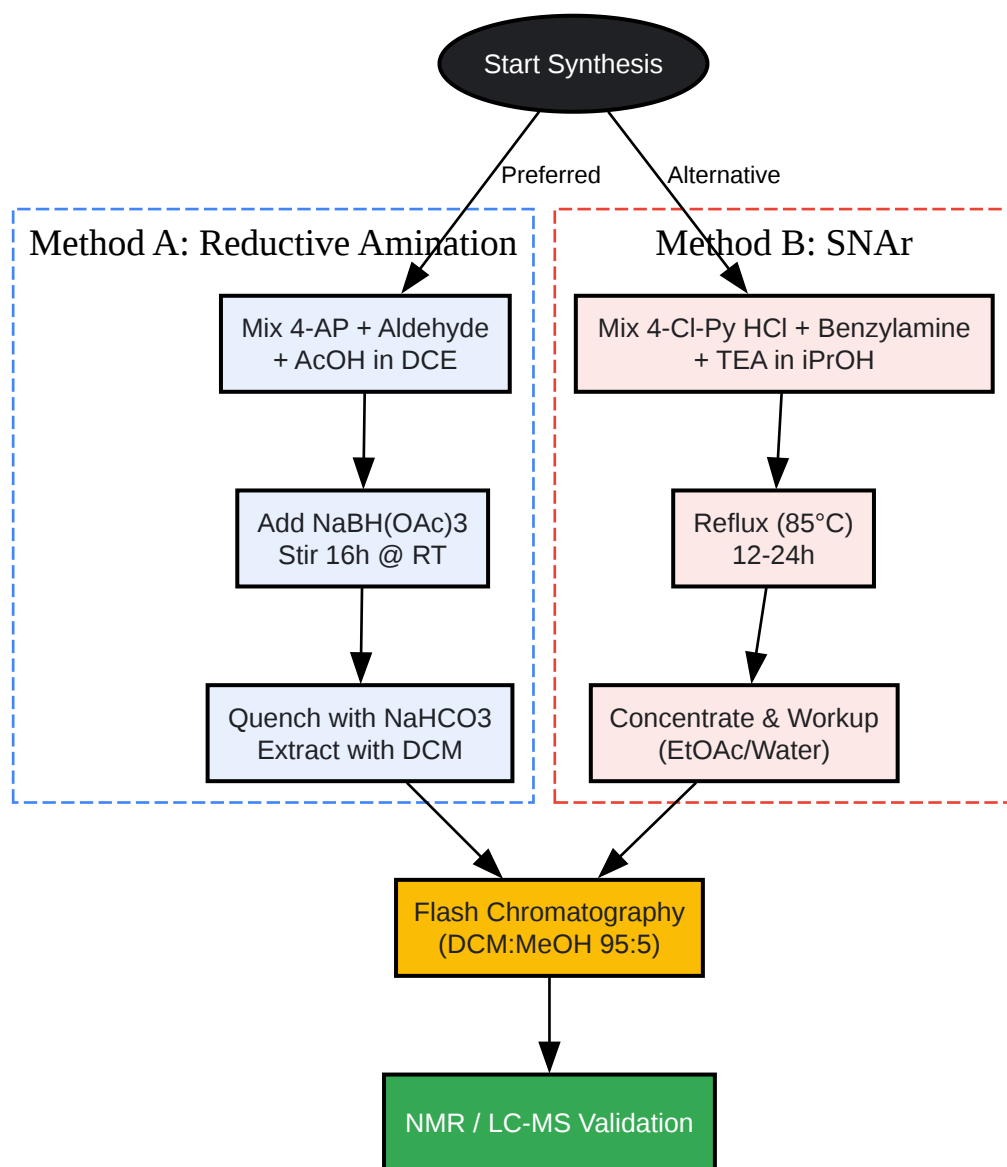 Start Synthesis
Preferred
Alternative
Method A: Reductive Amination
Mix 4-AP + Aldehyde
+ AcOH in DCE
Add NaBH(OAc)3
Stir 16h @ RT
Quench with NaHCO3
Extract with DCM
Method B: SNAr
Mix 4-Cl-Py HCl + Benzylamine
+ TEA in iPrOH
Reflux (85°C)
12-24h
Concentrate & Workup
(EtOAc/Water)
Flash Chromatography
(DCM:MeOH 95:5)
NMR / LC-MS Validation